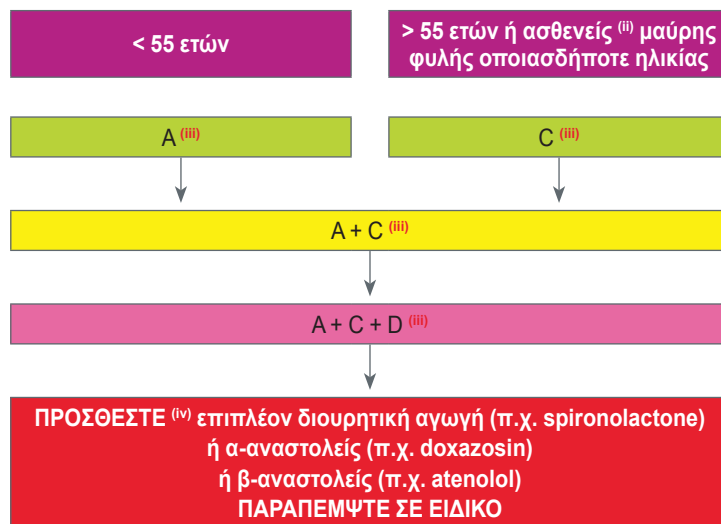 < 55 ετών
> 55 ετών ή ασθενείς (ii) μαύρης
φυλής οποιασδήποτε ηλικίας
A (iii)
C (iii)
A + C (iii)
A + C + D (iii)
ΠΡΟΣΘΕΣΤΕ (iv) επιπλέον διουρητική αγωγή (π.χ. spironolactone)
ή α-αναστολείς (π.χ. doxazosin)
ή β-αναστολείς (π.χ. atenolol)
ΠΑΡΑΠΕΜΨΤΕ ΣΕ ΕΙΔΙΚΟ